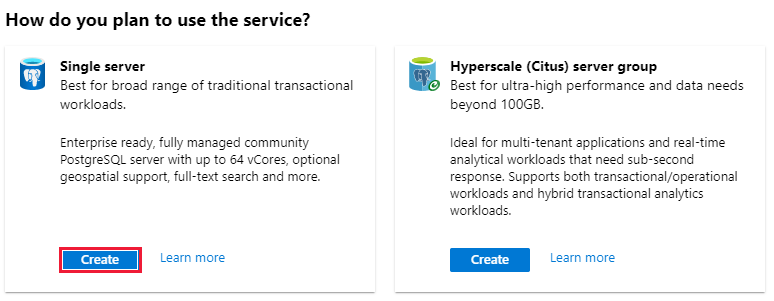 How do you plan to use the service?
Single server
Best for broad range of traditional transactional
workloads.
Enterprise ready, fully managed community
PostgreSQL server with up to 64 vCores, optional
geospatial support, full-text search and more.
Create
Learn more
Hyperscale (Citus) server group
Best for ultra-high performance and data needs
beyond 100GB.
Ideal for multi-tenant applications and real-time
analytical workloads that need sub-second
response. Supports both transactional/operational
workloads and hybrid transactional analytics
workloads.
Create
Learn more